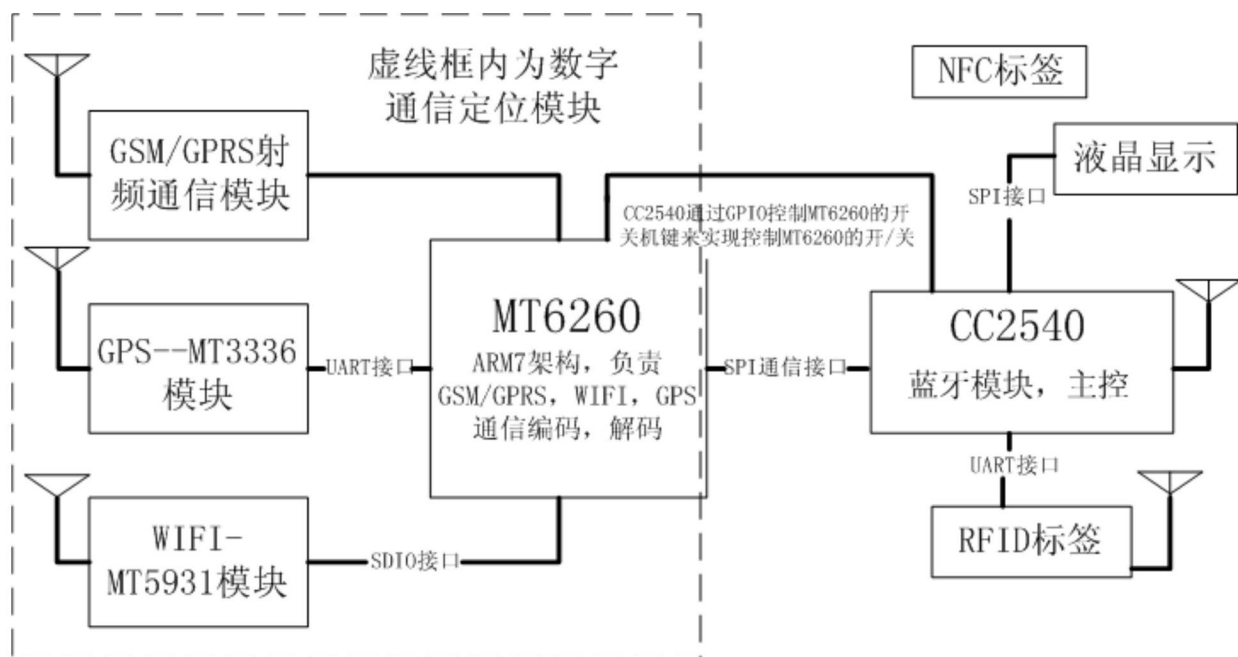 虚线框内为数字
通信定位模块
GSM/GPRS射
频通信模块
GPS--MT3336
模块
UART接口
WIFI-
MT5931模块
SDIO接口
MT6260
ARM7架构，负责
GSM/GPRS，WIFI，GPS
通信编码，解码
CC2540通过GPIO控制MT6260的开
关机键来实现控制MT6260的开/关
SPI通信接口
NFC标签
液晶显示
SPI接口
CC2540
蓝牙模块，主控
UART接口
RFID标签